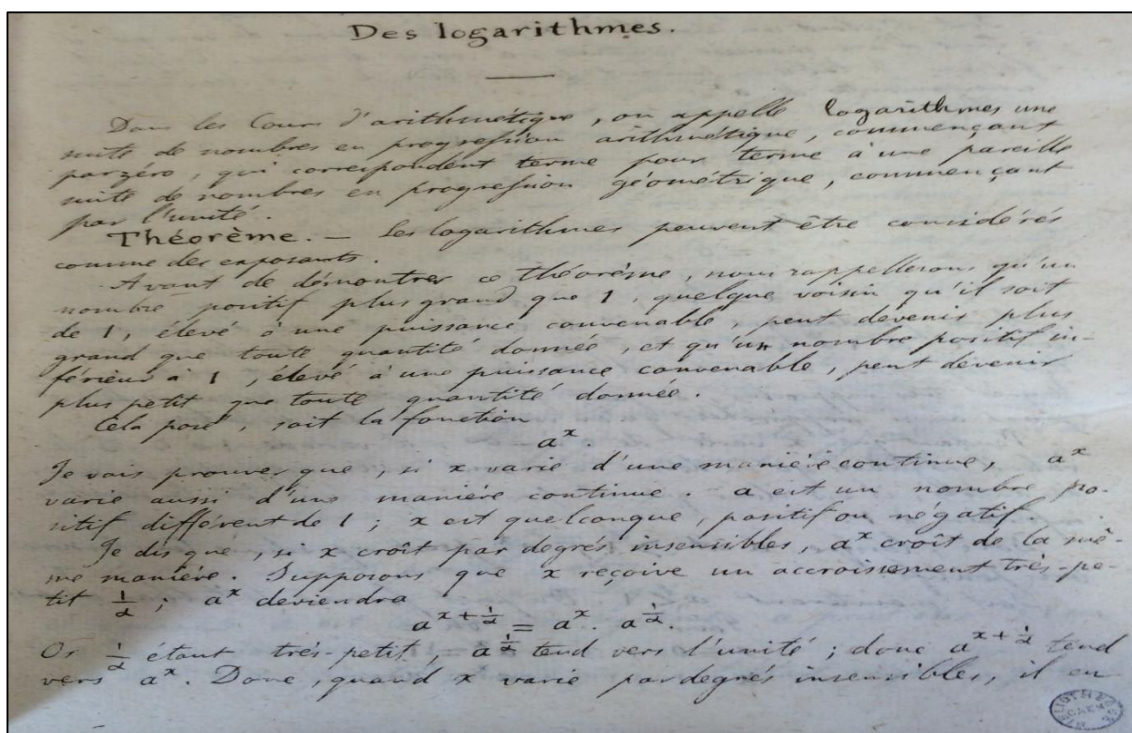 Des logarithmes.
Dans les Cours d'arithmétique, on appelle logarithmes une
suite de nombres en progression arithmétique, commençant
par zéro, qui correspondent terme pour terme à une pareille
suite de nombres en progression géométrique, commençant
par l'unité.
Théorème. — Les logarithmes peuvent être considérés
comme des exposants.
Avant de démontrer ce théorème, nous rappellerons qu'un
nombre positif plus grand que 1, quelque voisin qu'il soit
de 1, élevé à une puissance convenable, peut devenir plus
grand que toute quantité donnée, et qu'un nombre positif in-
férieur à 1, élevé à une puissance convenable, peut devenir
plus petit que toute quantité donnée.
Cela posé, soit la fonction
a^x.
Je vais prouver que, si x varie d'une manière continue, a^x
varie aussi d'une manière continue. a est un nombre po-
sitif différent de 1; x est quelconque, positif ou négatif.
Je dis que, si x croît par degrés insensibles, a^x croît de la mê-
me manière. Supposons que x reçoive un accroissement très-pe-
tit 1/α; a^x deviendra
a^(x+1/α) = a^x. a^(1/α).
Or 1/α étant très-petit, a^(1/α) tend vers l'unité; donc a^(x+1/α) tend
vers a^x. Donc, quand x varie par degrés insensibles, il en